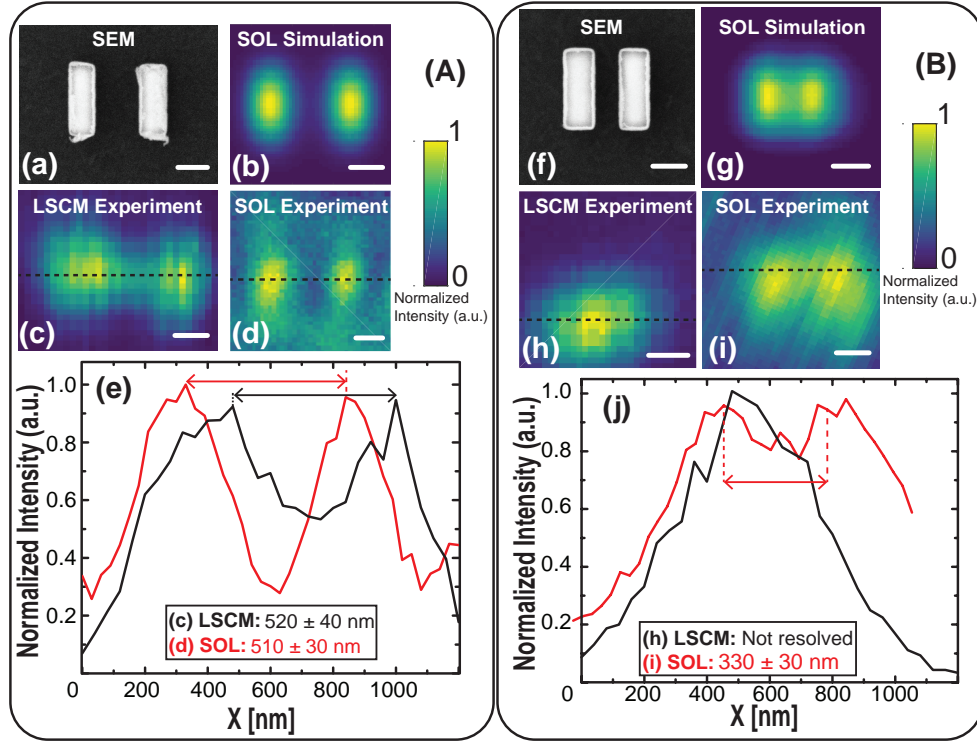 SEM
SOL Simulation
(A)
(a)
(b)
1
0
Normalized
Intensity (a.u.)
LSCM Experiment
SOL Experiment
(c)
(d)
(e)
Normalized Intensity (a.u.)
1.0
0.8
0.6
0.4
0.2
(c) LSCM: 520 ± 40 nm
(d) SOL: 510 ± 30 nm
0 200 400 600 800 1000
X [nm]
SEM
SOL Simulation
(B)
(f)
(g)
1
0
Normalized
Intensity (a.u.)
LSCM Experiment
SOL Experiment
(h)
(i)
(j)
Normalized Intensity (a.u.)
1.0
0.8
0.6
0.4
0.2
0
(h) LSCM: Not resolved
(i) SOL: 330 ± 30 nm
0 200 400 600 800 1000
X [nm]